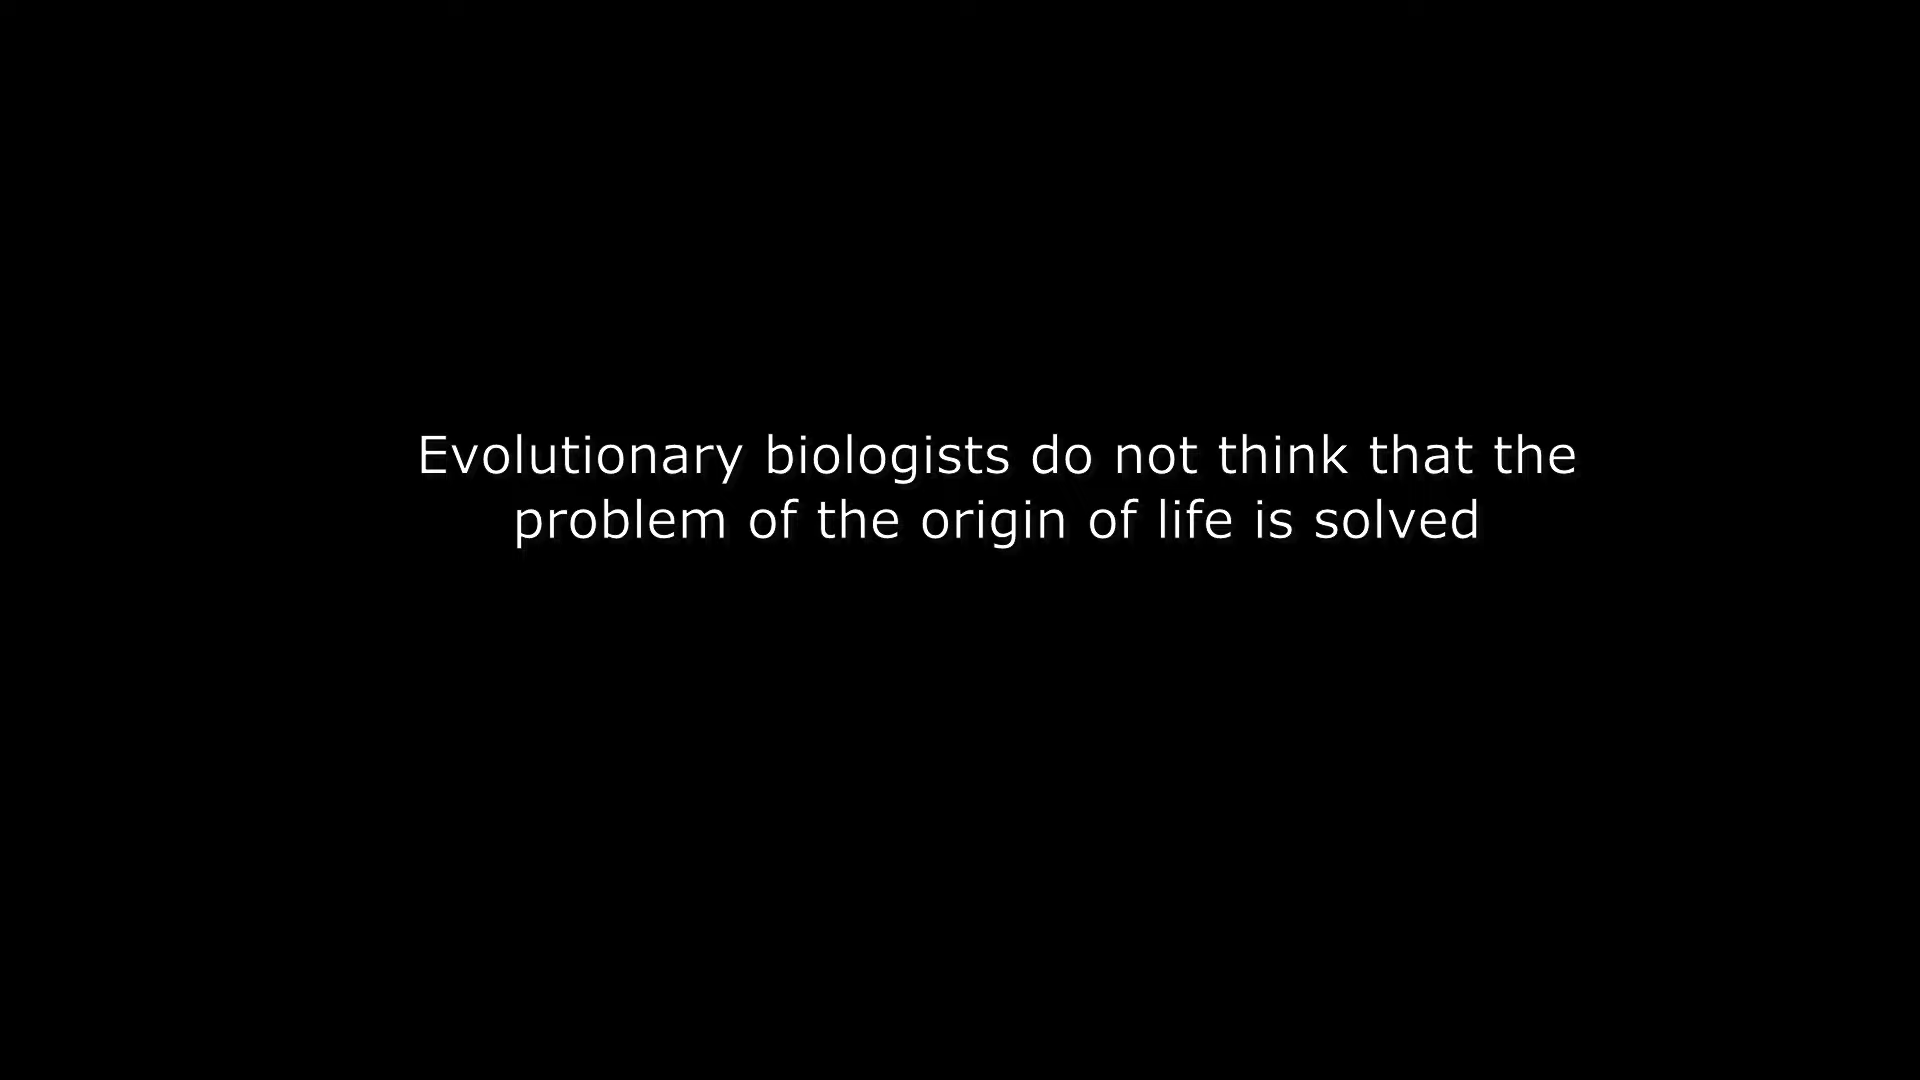 Evolutionary biologists do not think that the
problem of the origin of life is solved